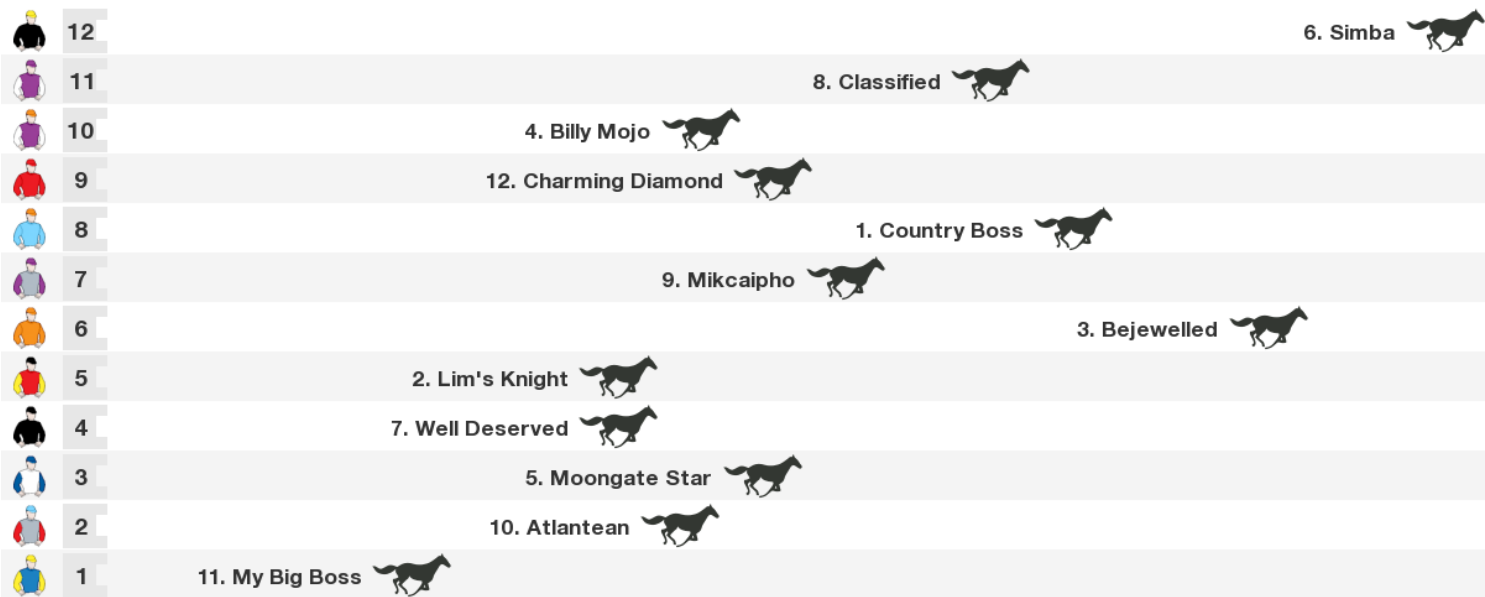 12 6. Simba
11 8. Classified
10 4. Billy Mojo
9 12. Charming Diamond
8 1. Country Boss
7 9. Mikcaipho
6 3. Bejewelled
5 2. Lim's Knight
4 7. Well Deserved
3 5. Moongate Star
2 10. Atlantean
1 11. My Big Boss